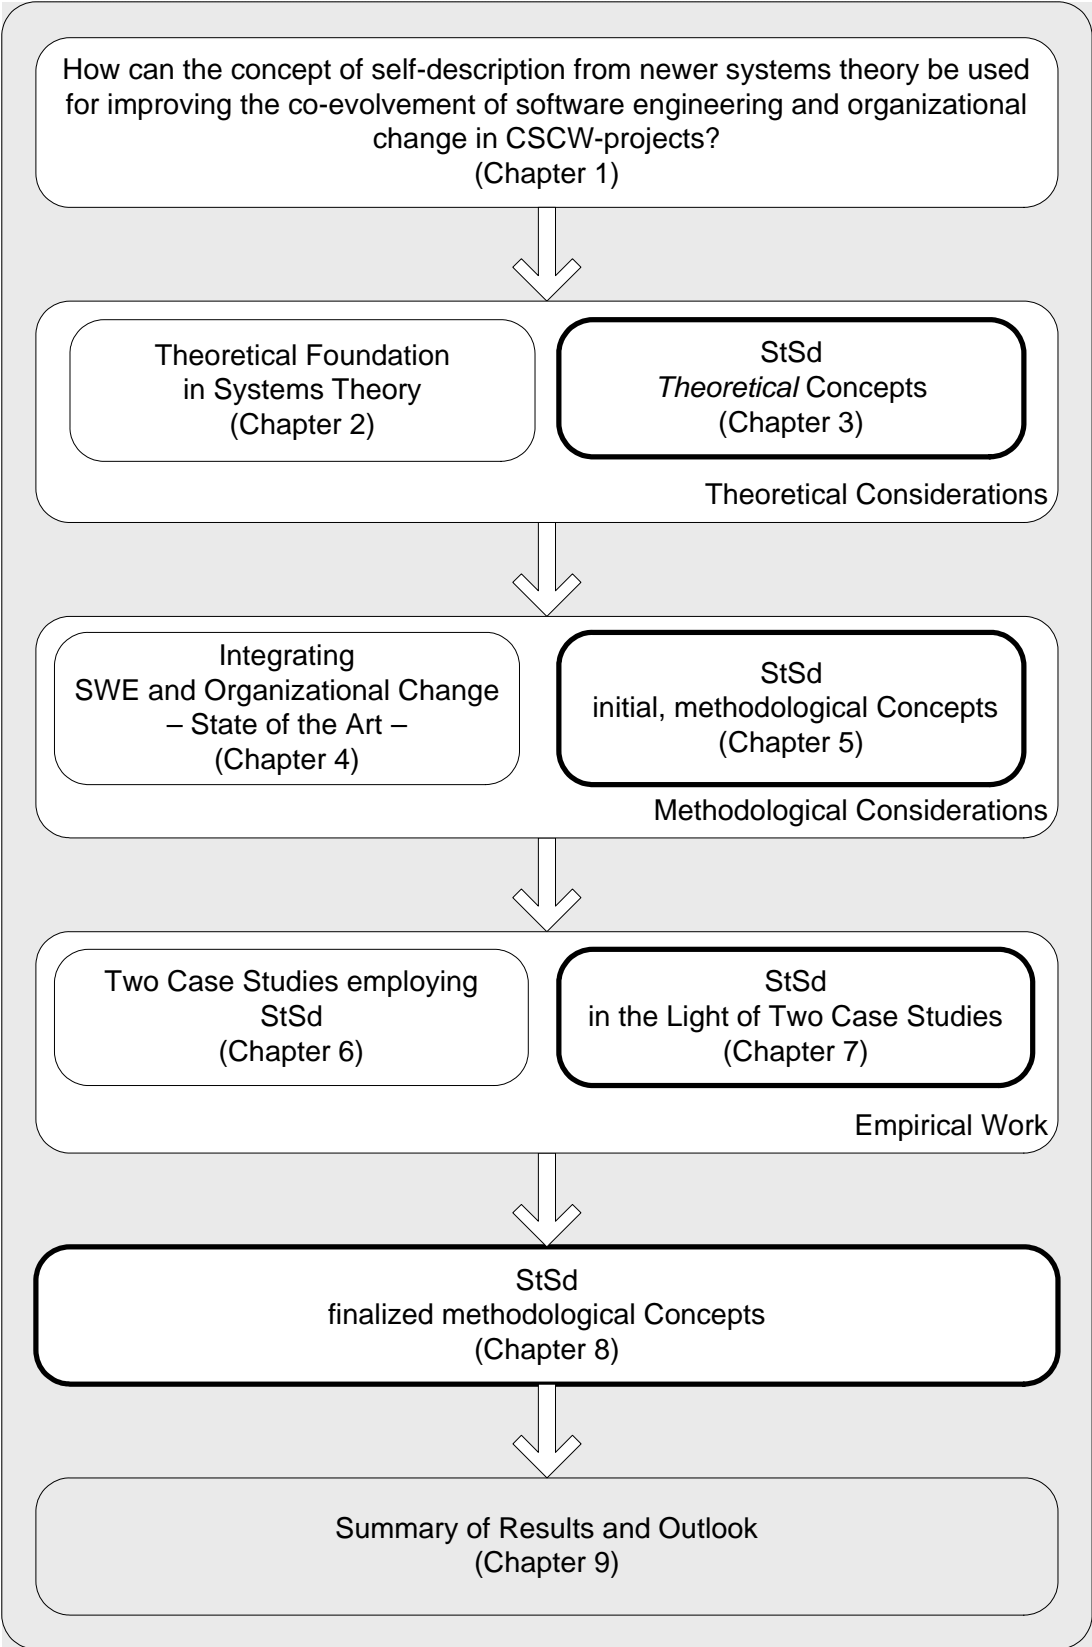 How can the concept of self-description from newer systems theory be used
for improving the co-evolvement of software engineering and organizational
change in CSCW-projects?
(Chapter 1)
Theoretical Foundation
in Systems Theory
(Chapter 2)
StSd
Theoretical Concepts
(Chapter 3)
Theoretical Considerations
Integrating
SWE and Organizational Change
– State of the Art –
(Chapter 4)
StSd
initial, methodological Concepts
(Chapter 5)
Methodological Considerations
Two Case Studies employing
StSd
(Chapter 6)
StSd
in the Light of Two Case Studies
(Chapter 7)
Empirical Work
StSd
finalized methodological Concepts
(Chapter 8)
Summary of Results and Outlook
(Chapter 9)